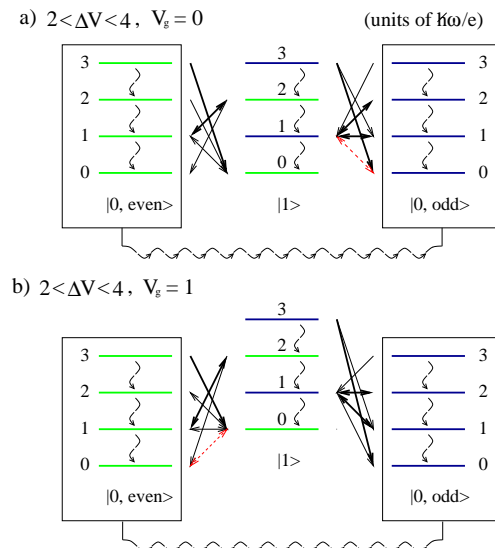 a) 2<ΔV<4 , V_g = 0 (units of ℏω/e)
3 3 3
2 2 2
1 1 1
0 0 0
|0, even> |1> |0, odd>
b) 2<ΔV<4 , V_g = 1
3
3 2 3
2 1 2
1 0 1
0 |1> 0
|0, even> |0, odd>